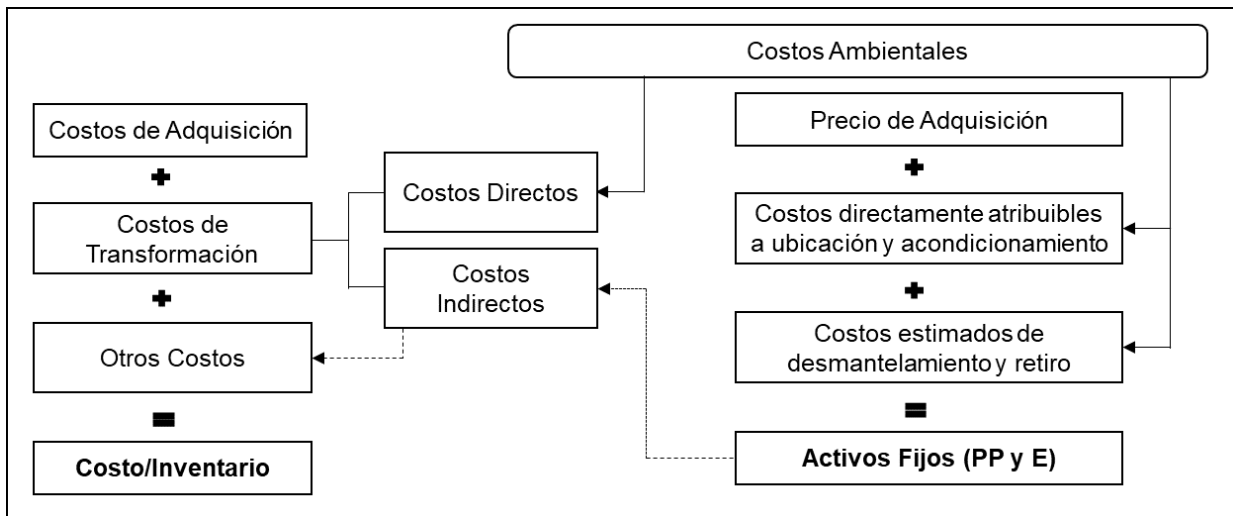 Costos Ambientales
Costos de Adquisición
+
Costos de
Transformación
+
Otros Costos
=
Costo/Inventario
Costos Directos
Costos
Indirectos
Precio de Adquisición
+
Costos directamente atribuibles
a ubicación y acondicionamiento
+
Costos estimados de
desmantelamiento y retiro
=
Activos Fijos (PP y E)